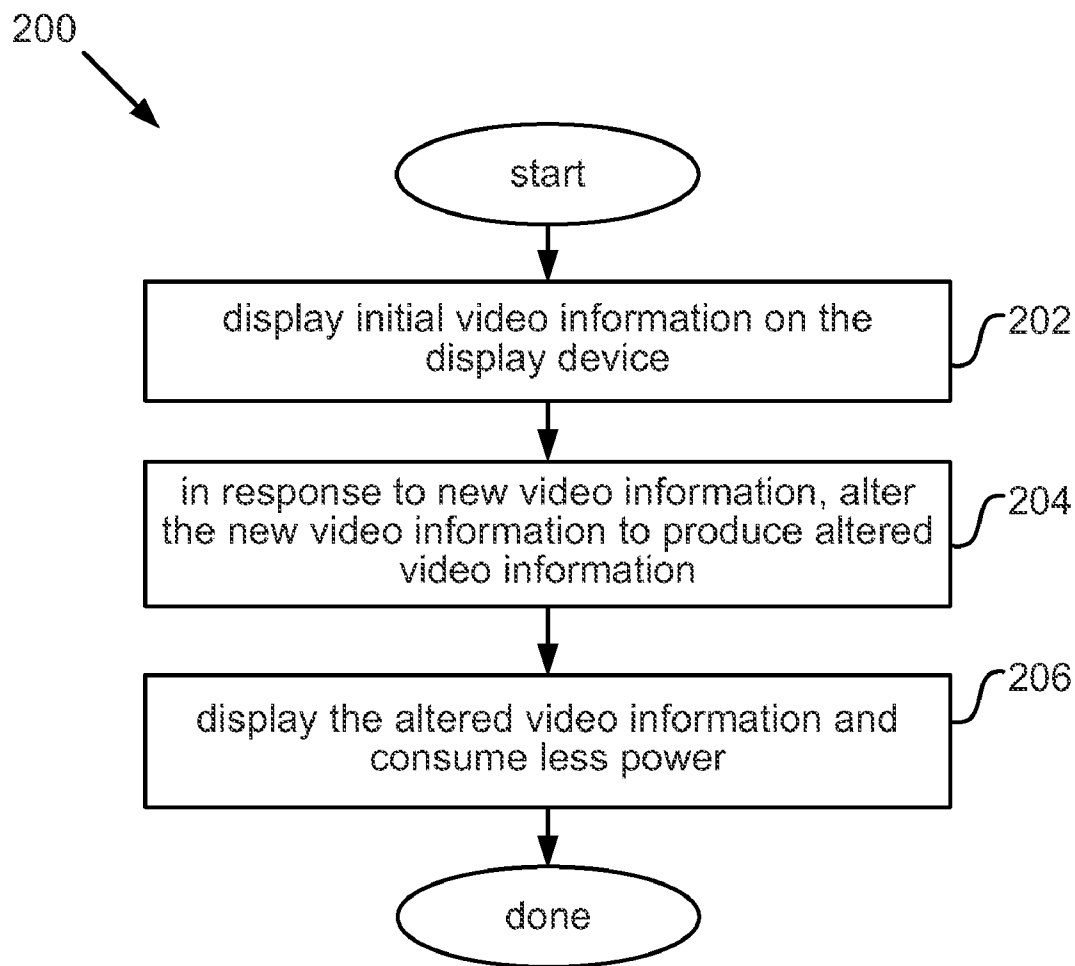 200
start
display initial video information on the
display device
202
in response to new video information, alter
the new video information to produce altered
video information
204
206
display the altered video information and
consume less power
done